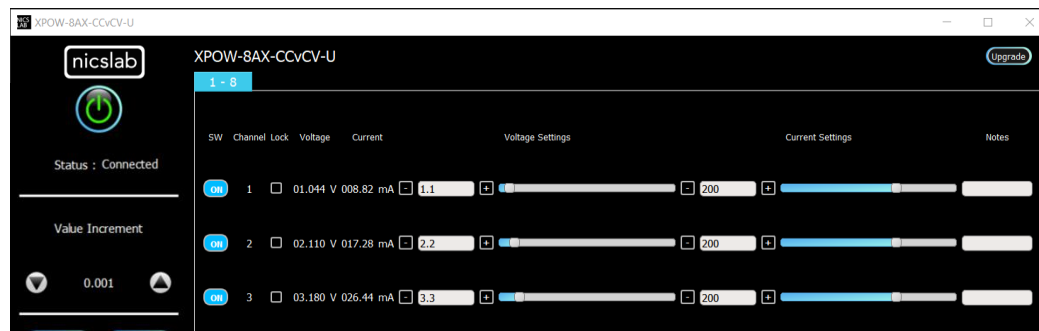 NICS LAB XPOW-8AX-CCvCV-U
nicslab XPOW-8AX-CCvCV-U Upgrade
1 - 8
SW Channel Lock Voltage Current Voltage Settings Current Settings Notes
Status : Connected
ON 1 01.044 V 008.82 mA - 1.1 + - 200 +
Value Increment
ON 2 02.110 V 017.28 mA - 2.2 + - 200 +
0.001
ON 3 03.180 V 026.44 mA - 3.3 + - 200 +